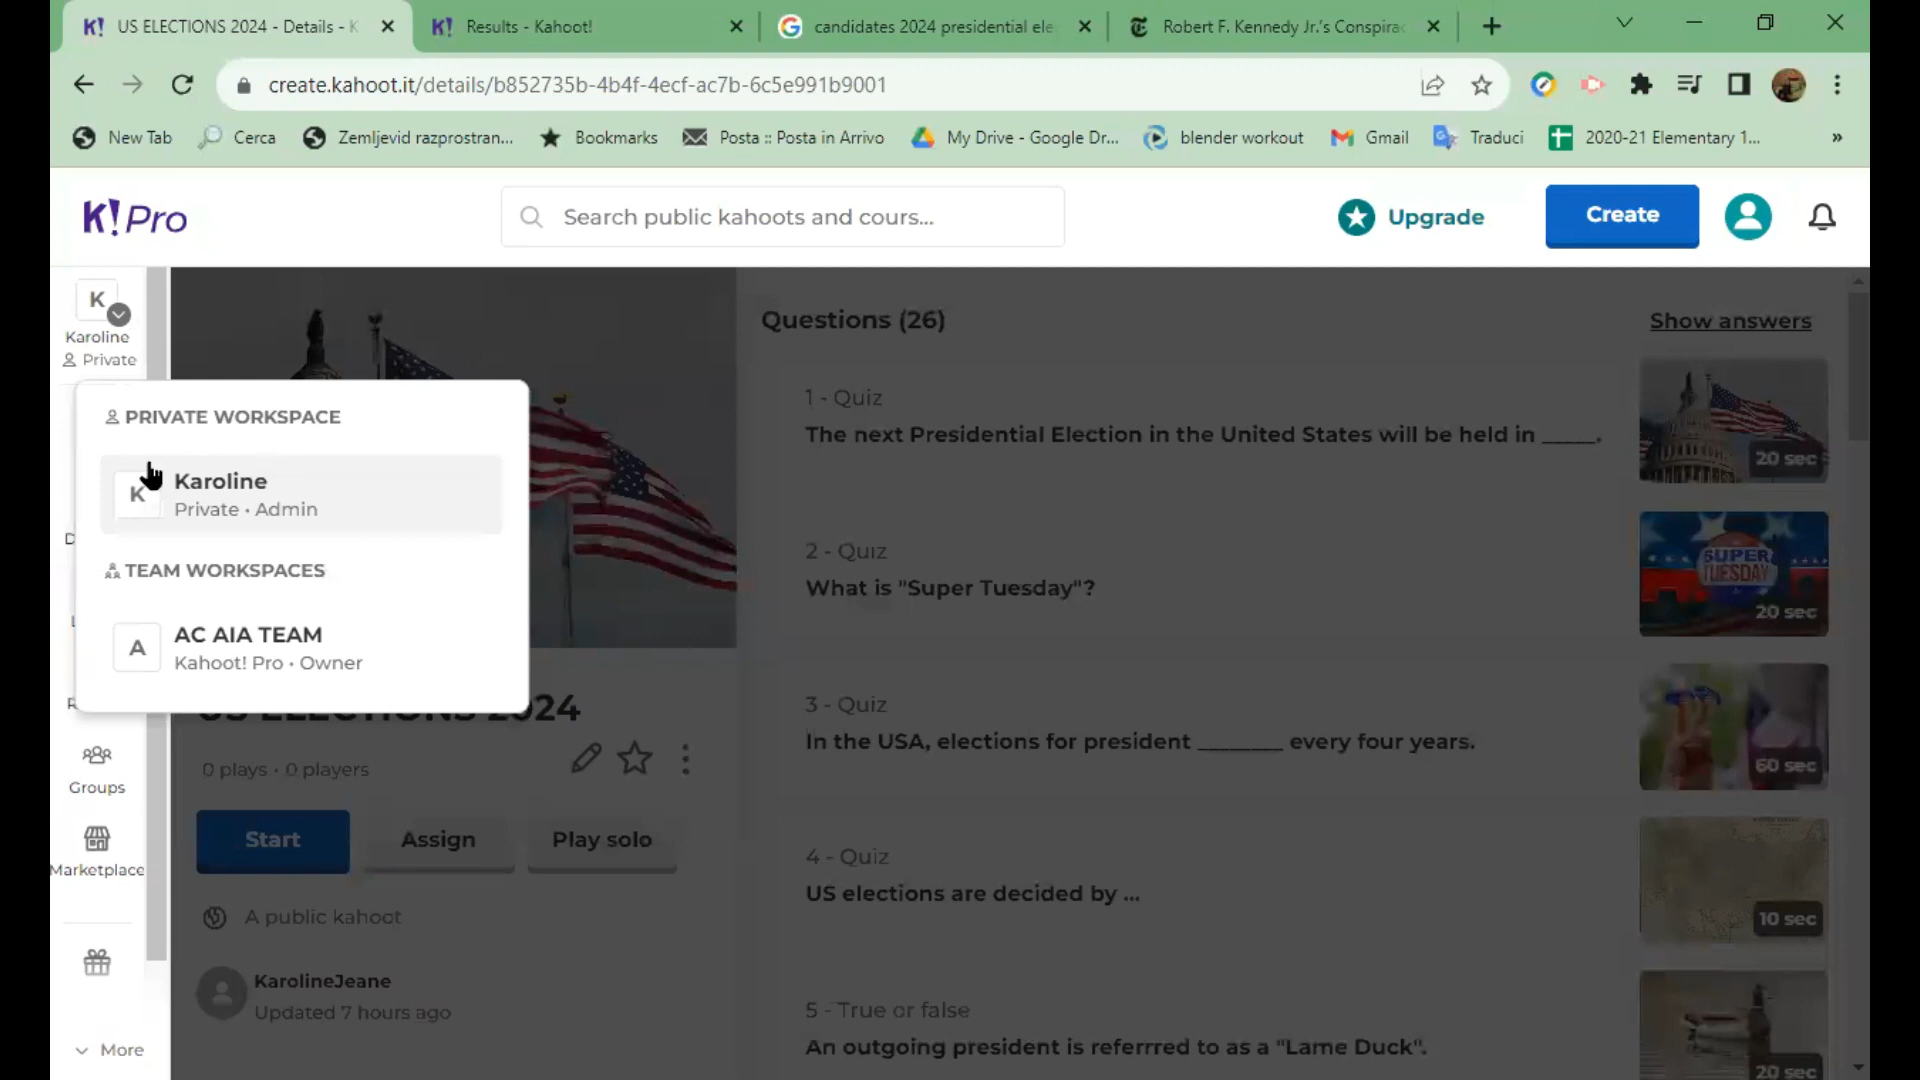 US ELECTIONS 2024 - Details - K
Results - Kahoot!
candidates 2024 presidential ele
Robert F. Kennedy Jr.'s Conspirac
create.kahoot.it/details/b852735b-4b4f-4ecf-ac7b-6c5e991b9001
New Tab
Cerca
Zemljevid razprostran...
Bookmarks
Posta :: Posta in Arrivo
My Drive - Google Dr...
blender workout
Gmail
Traduci
2020-21 Elementary 1...
»
K! Pro
Search public kahoots and cours...
Upgrade
Create
K
Karoline
Private
PRIVATE WORKSPACE
K
Karoline
Private • Admin
TEAM WORKSPACES
A
AC AIA TEAM
Kahoot! Pro • Owner
Groups
Marketplace
More
US ELECTIONS 2024
0 plays • 0 players
Start
Assign
Play solo
A public kahoot
KarolineJeane
Updated 7 hours ago
Questions (26)
Show answers
1 - Quiz
The next Presidential Election in the United States will be held in _____.
20 sec
2 - Quiz
What is "Super Tuesday"?
SUPER
TUESDAY
20 sec
3 - Quiz
In the USA, elections for president ________ every four years.
60 sec
4 - Quiz
US elections are decided by ...
10 sec
5 - True or false
An outgoing president is referrred to as a "Lame Duck".
20 sec